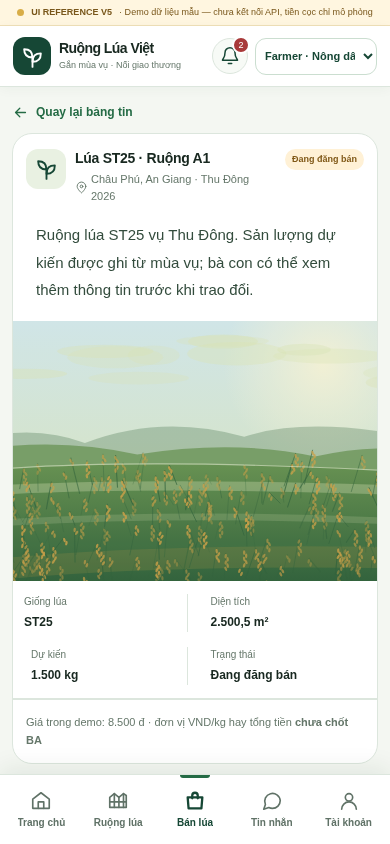 UI REFERENCE V5 · Demo dữ liệu mẫu — chưa kết nối API, tiền cọc chỉ mô phỏng
Ruộng Lúa Việt
Gắn mùa vụ · Nối giao thương
2
Farmer · Nông dâ
Quay lại bảng tin
Lúa ST25 · Ruộng A1
Đang đăng bán
Châu Phú, An Giang · Thu Đông
2026
Ruộng lúa ST25 vụ Thu Đông. Sản lượng dự
kiến được ghi từ mùa vụ; bà con có thể xem
thêm thông tin trước khi trao đổi.
Giống lúa
ST25
Diện tích
2.500,5 m²
Dự kiến
1.500 kg
Trạng thái
Đang đăng bán
Giá trong demo: 8.500 đ · đơn vị VND/kg hay tổng tiền chưa chốt
BA
Trang chủ
Ruộng lúa
Bán lúa
Tin nhắn
Tài khoản